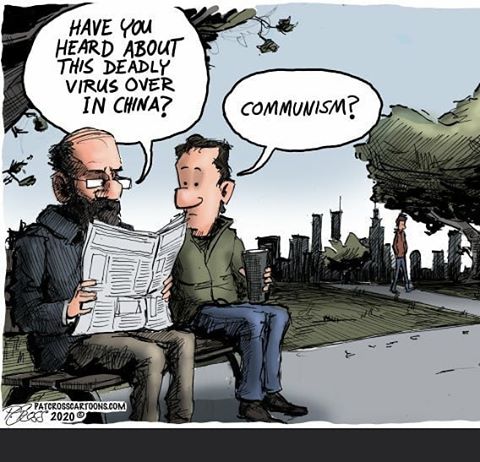 HAVE YOU
HEARD ABOUT
THIS DEADLY
VIRUS OVER
IN CHINA?
COMMUNISM?
PATCROSSCARTOONS.COM
2020 ©